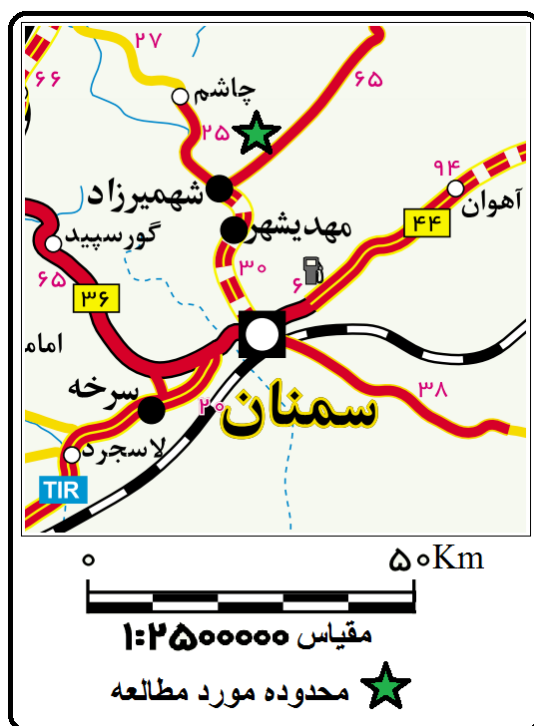 ۲۷
۶۶
چاشم
۶۵
۲۵
۹۴
شهمیرزاد
آهوان
مهدیشهر
۴۴
گورسپید
۳۰
۶۵
۶
۳۶
امام
سرخه
۳۸
۲۰
سمنان
لاسجرد
TIR
۰ ۵۰Km
مقیاس ۱:۲۵۰۰۰۰۰
محدوده مورد مطالعه